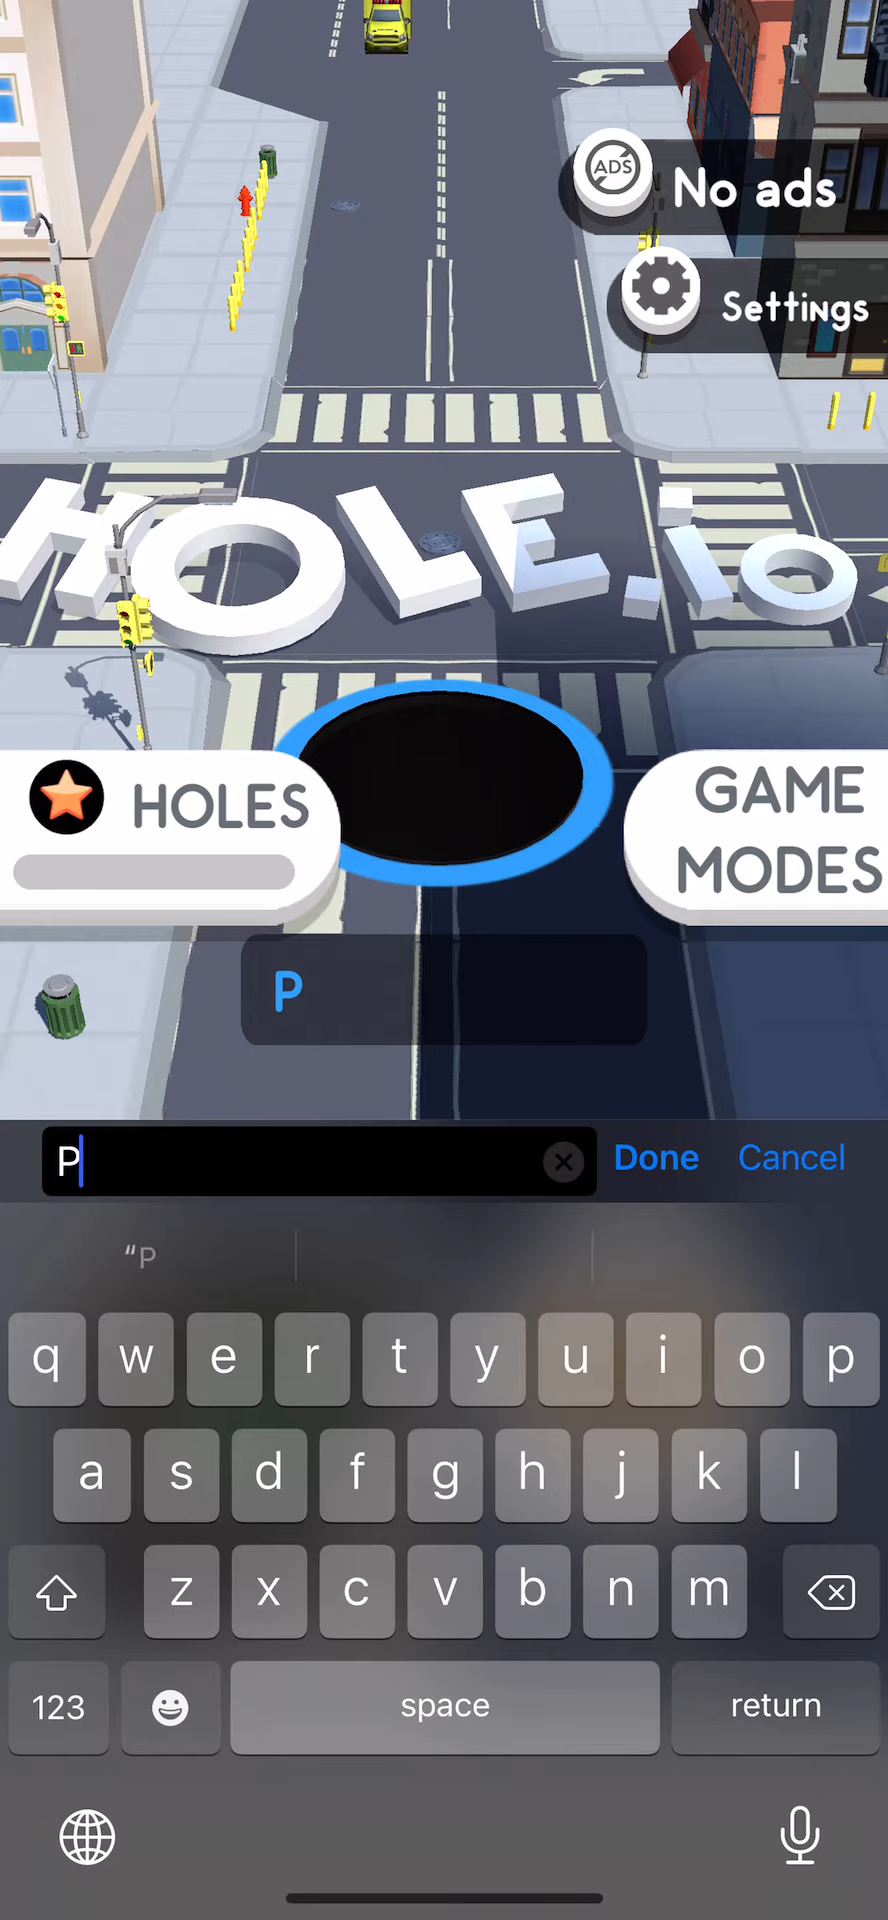 ADS
No ads
Settings
HOLE.io
HOLES
GAME
MODES
P
P
Done
Cancel
“P
q w e r t y u i o p
a s d f g h j k l
z x c v b n m
123
space
return